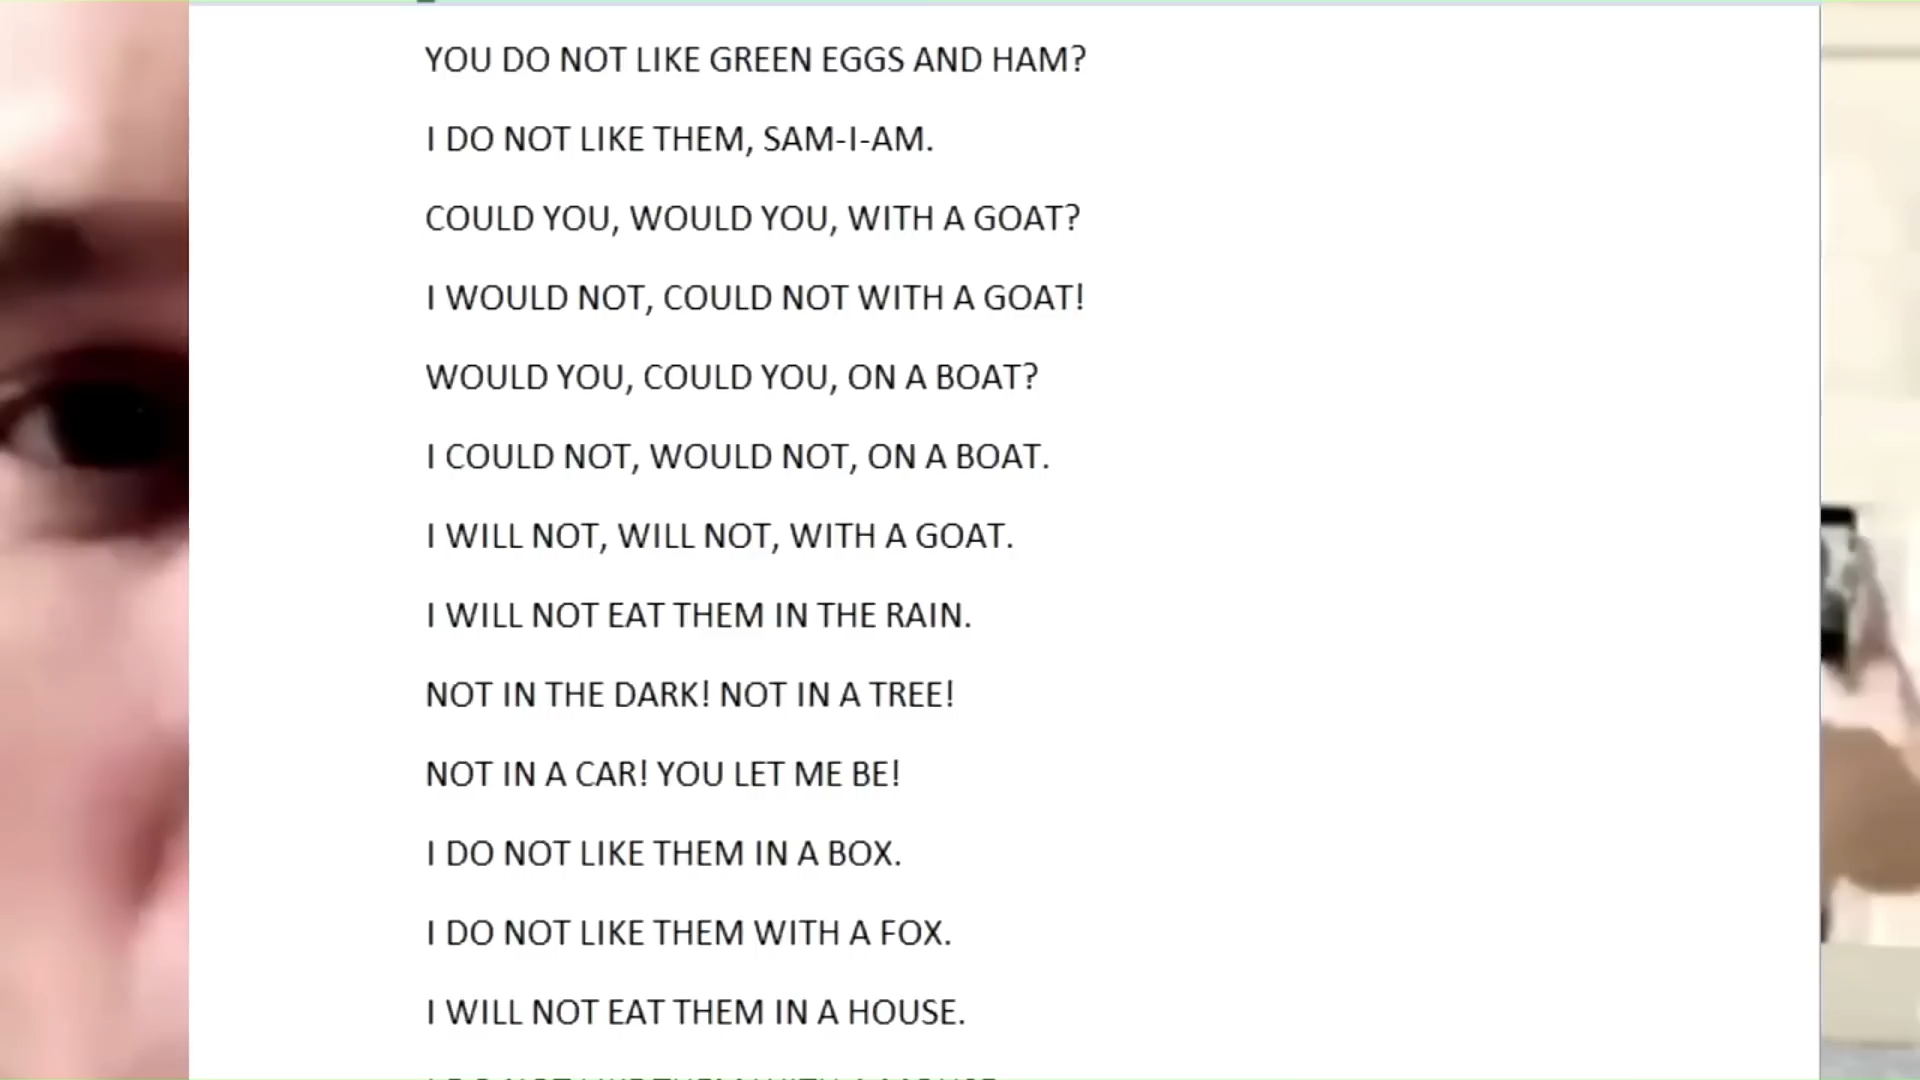 YOU DO NOT LIKE GREEN EGGS AND HAM?
I DO NOT LIKE THEM, SAM-I-AM.
COULD YOU, WOULD YOU, WITH A GOAT?
I WOULD NOT, COULD NOT WITH A GOAT!
WOULD YOU, COULD YOU, ON A BOAT?
I COULD NOT, WOULD NOT, ON A BOAT.
I WILL NOT, WILL NOT, WITH A GOAT.
I WILL NOT EAT THEM IN THE RAIN.
NOT IN THE DARK! NOT IN A TREE!
NOT IN A CAR! YOU LET ME BE!
I DO NOT LIKE THEM IN A BOX.
I DO NOT LIKE THEM WITH A FOX.
I WILL NOT EAT THEM IN A HOUSE.